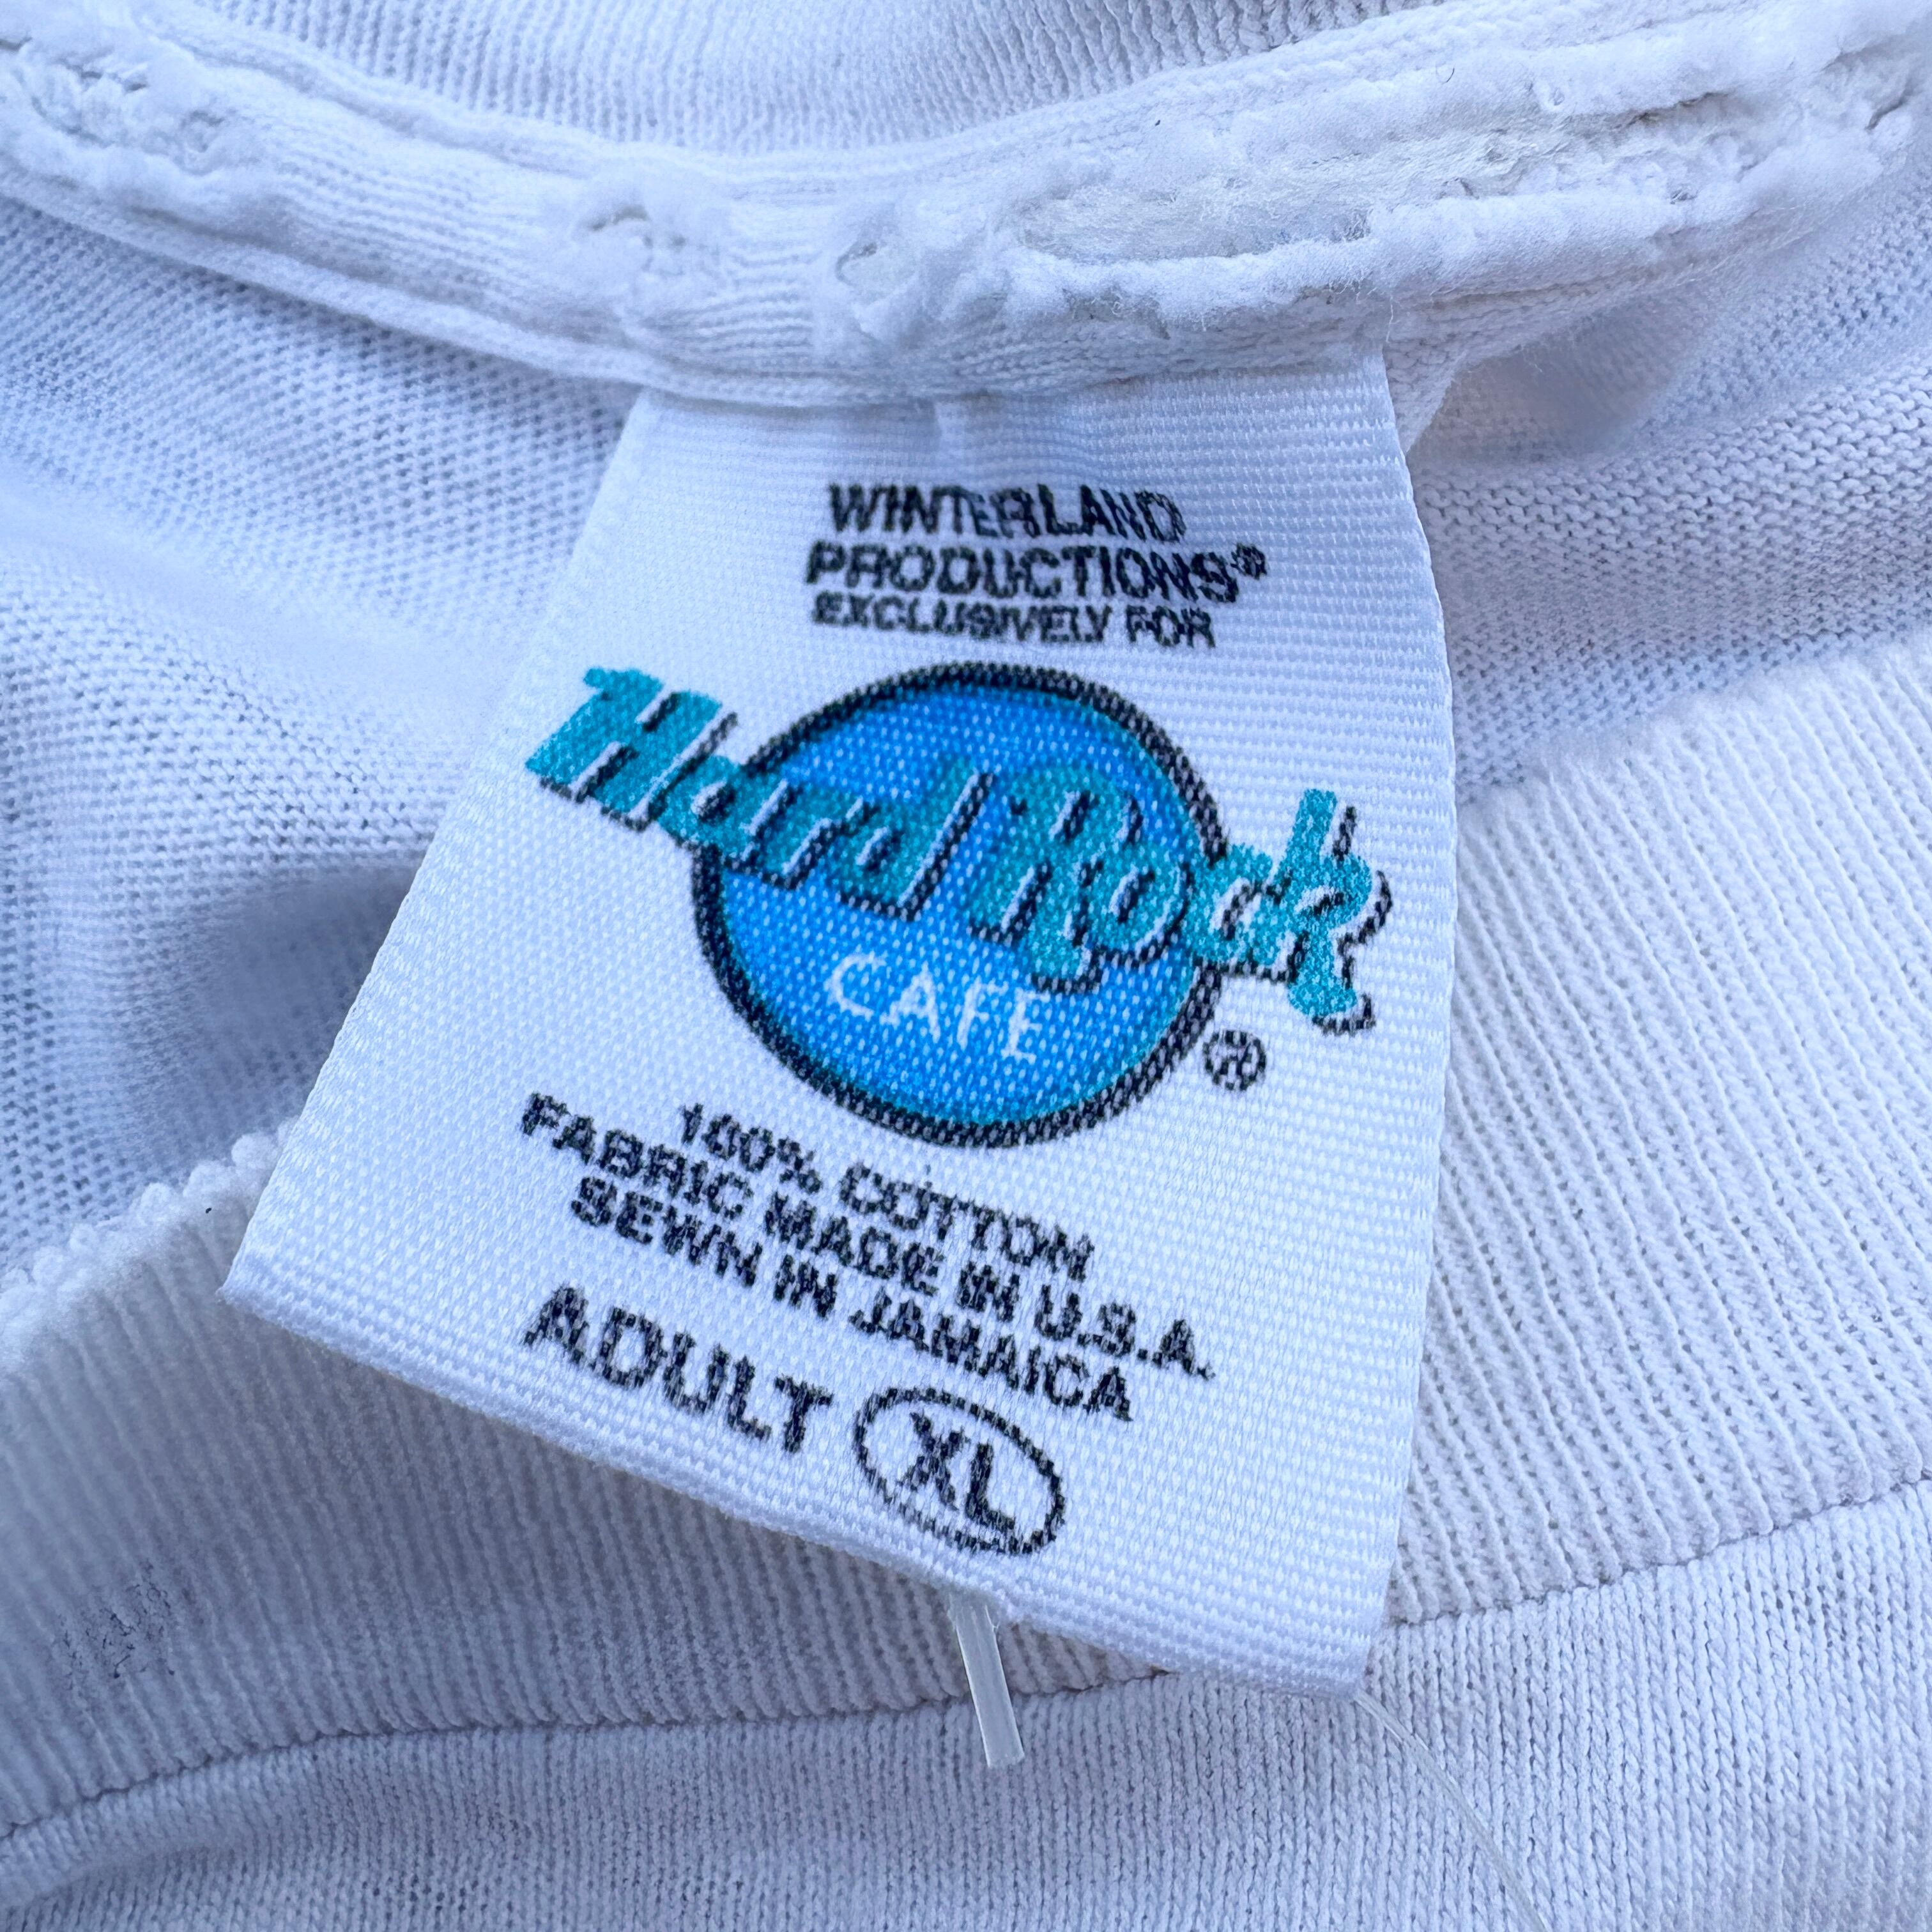 WINTERLAND
PRODUCTIONS®
EXCLUSIVELY FOR
Hard Rock
CAFE
®
100% COTTON
FABRIC MADE IN U.S.A.
SEWN IN JAMAICA
ADULT XL